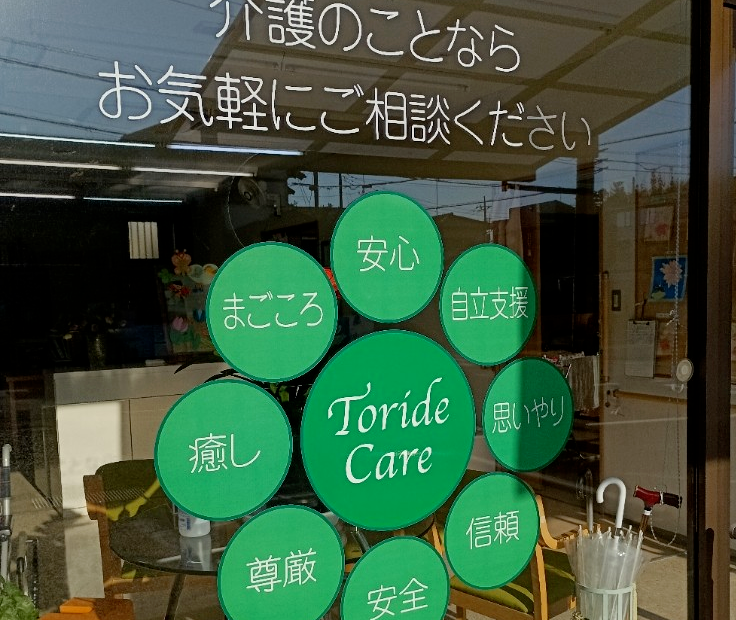 介護のことなら
お気軽にご相談ください
安心
自立支援
まごころ
思いやり
Toride
Care
癒し
信頼
尊厳
安全